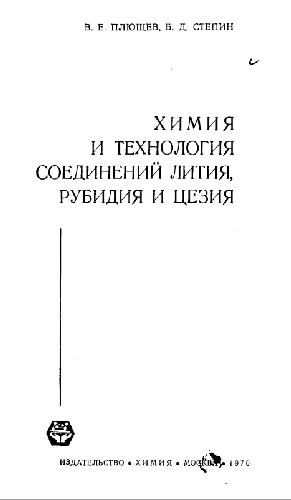 В. Е. ПЛЮЩЕВ, Б. Д. СТЕПИН
ХИМИЯ
И ТЕХНОЛОГИЯ
СОЕДИНЕНИЙ ЛИТИЯ,
РУБИДИЯ И ЦЕЗИЯ
ИЗДАТЕЛЬСТВО • ХИМИЯ • МОСКВА • 1970